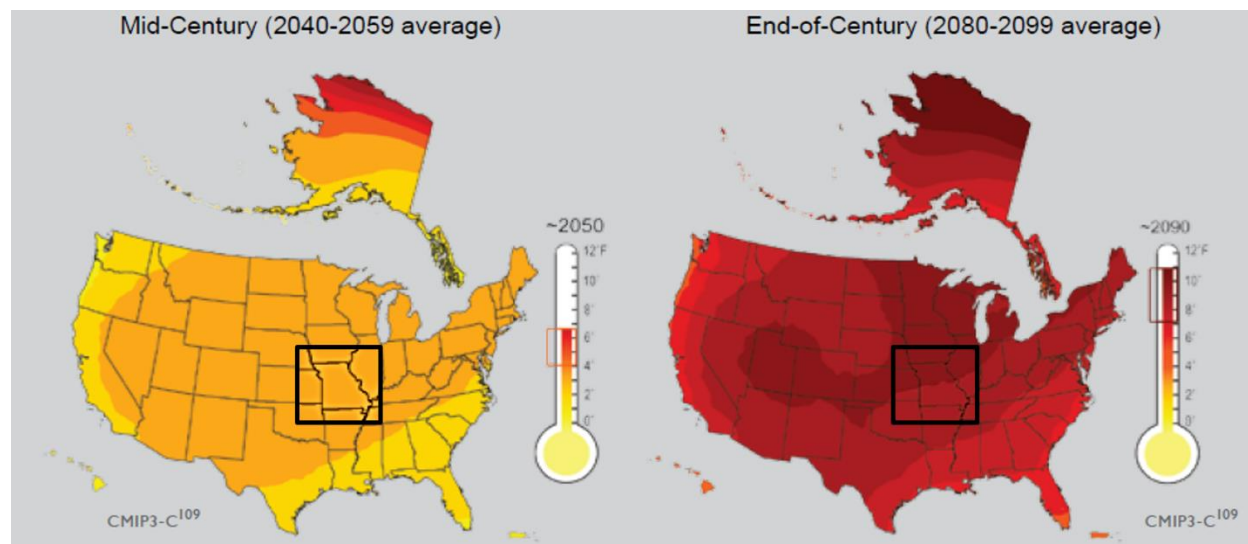 Mid-Century (2040-2059 average)
End-of-Century (2080-2099 average)
~2050
12°F
10°
8°
6°
4°
2°
0°
CMIP3-C109
~2090
12°F
10°
8°
6°
4°
2°
0°
CMIP3-C109